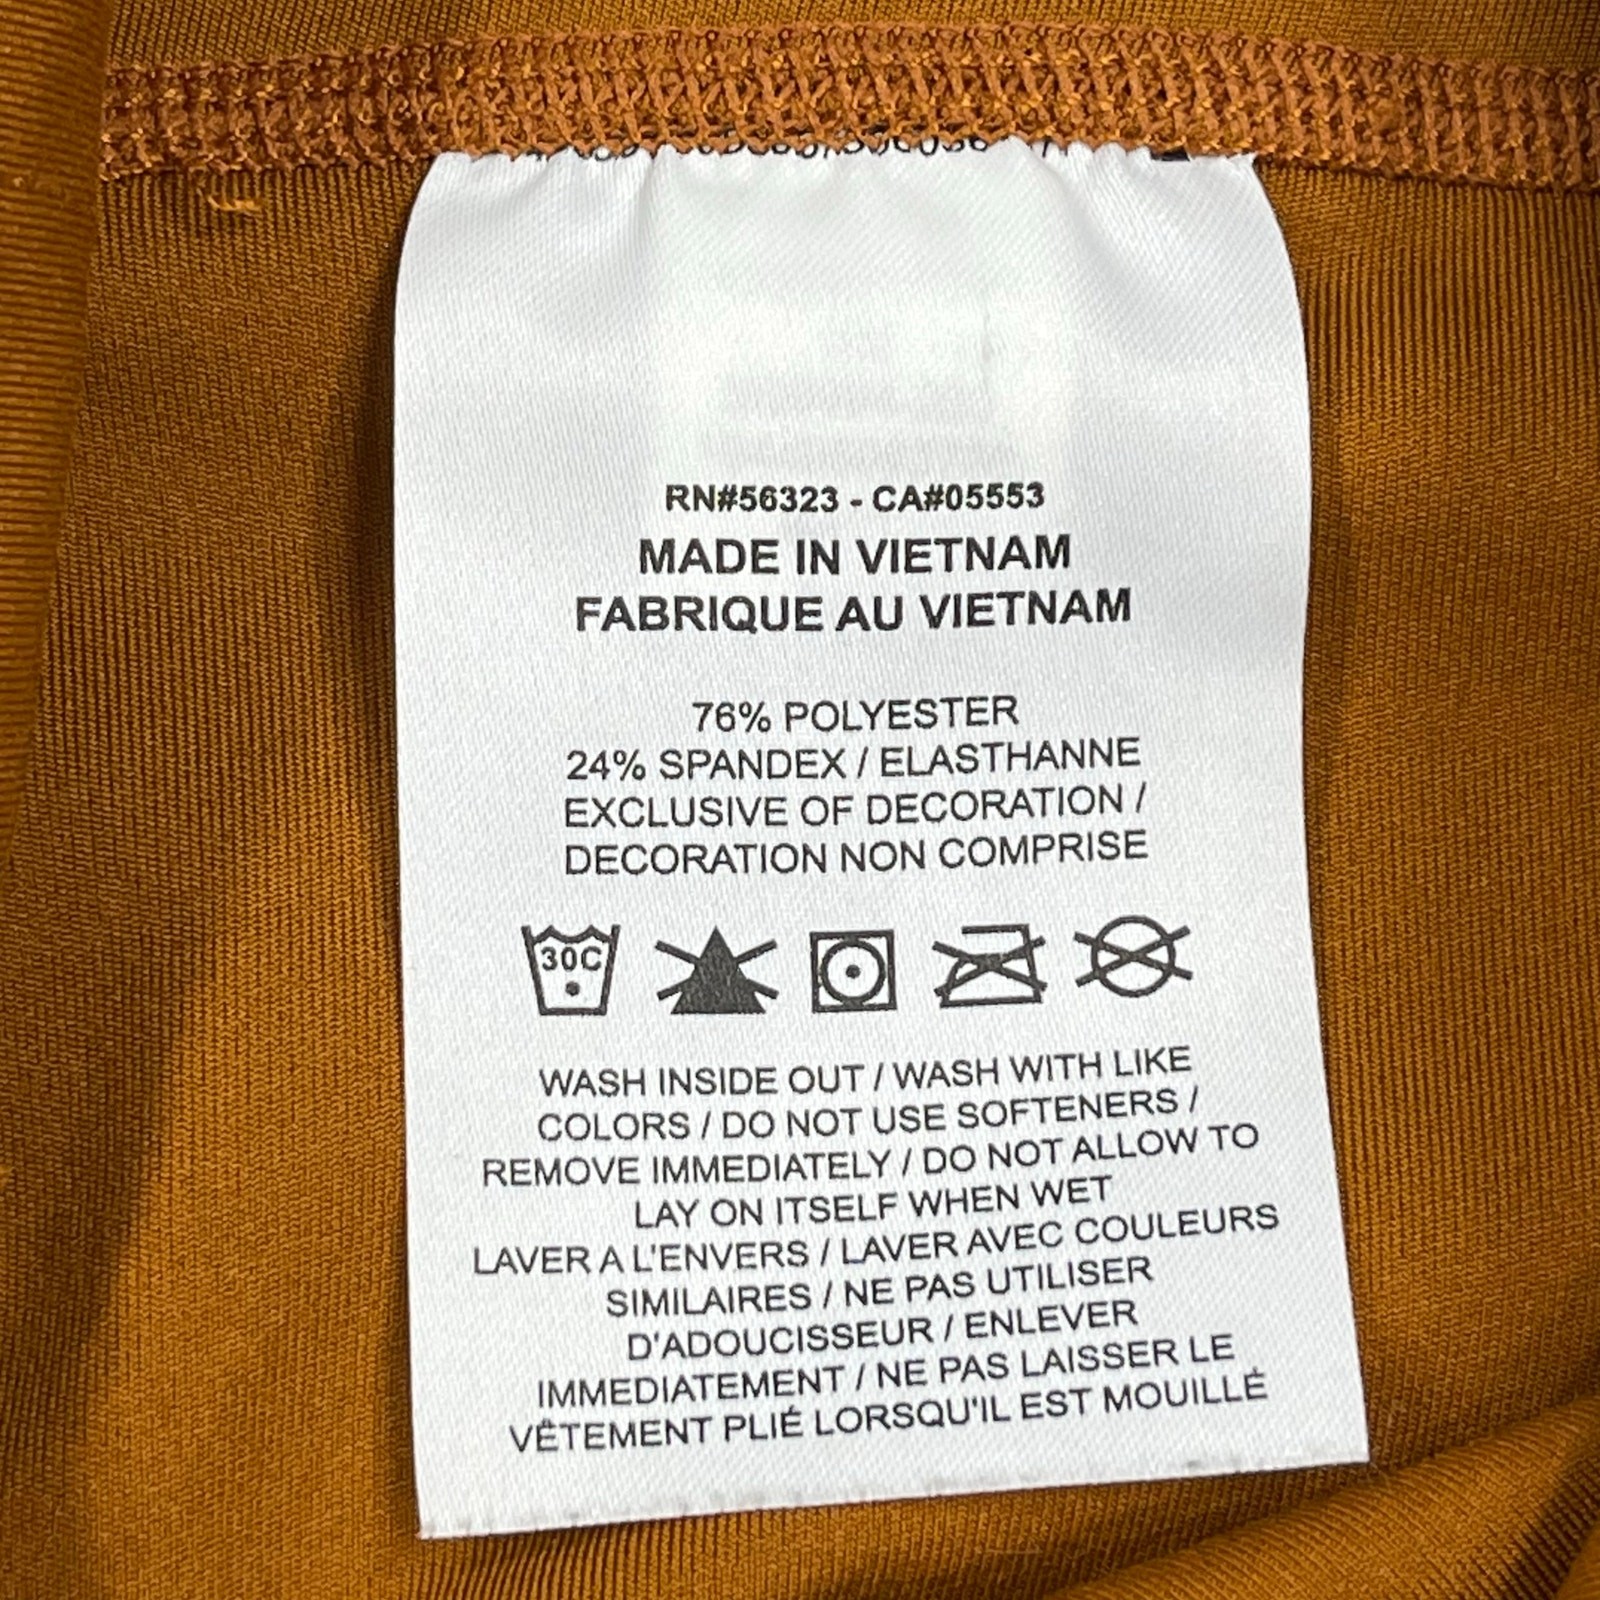 RN#56323 - CA#05553
MADE IN VIETNAM
FABRIQUE AU VIETNAM
76% POLYESTER
24% SPANDEX / ELASTHANNE
EXCLUSIVE OF DECORATION /
DECORATION NON COMPRISE
30C
WASH INSIDE OUT / WASH WITH LIKE
COLORS / DO NOT USE SOFTENERS /
REMOVE IMMEDIATELY / DO NOT ALLOW TO
LAY ON ITSELF WHEN WET
LAVER A L'ENVERS / LAVER AVEC COULEURS
SIMILAIRES / NE PAS UTILISER
D'ADOUCISSEUR / ENLEVER
IMMEDIATEMENT / NE PAS LAISSER LE
VÊTEMENT PLIÉ LORSQU'IL EST MOUILLÉ